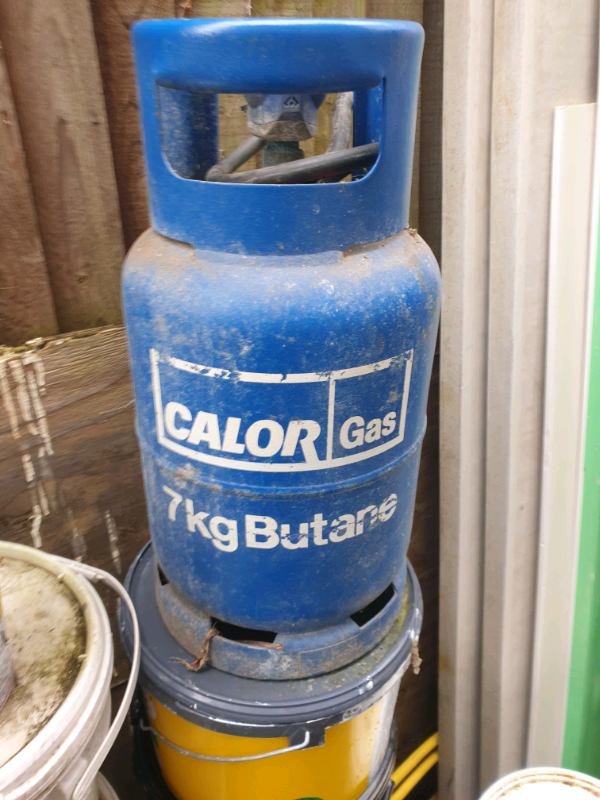 CALOR Gas
7kg Butane